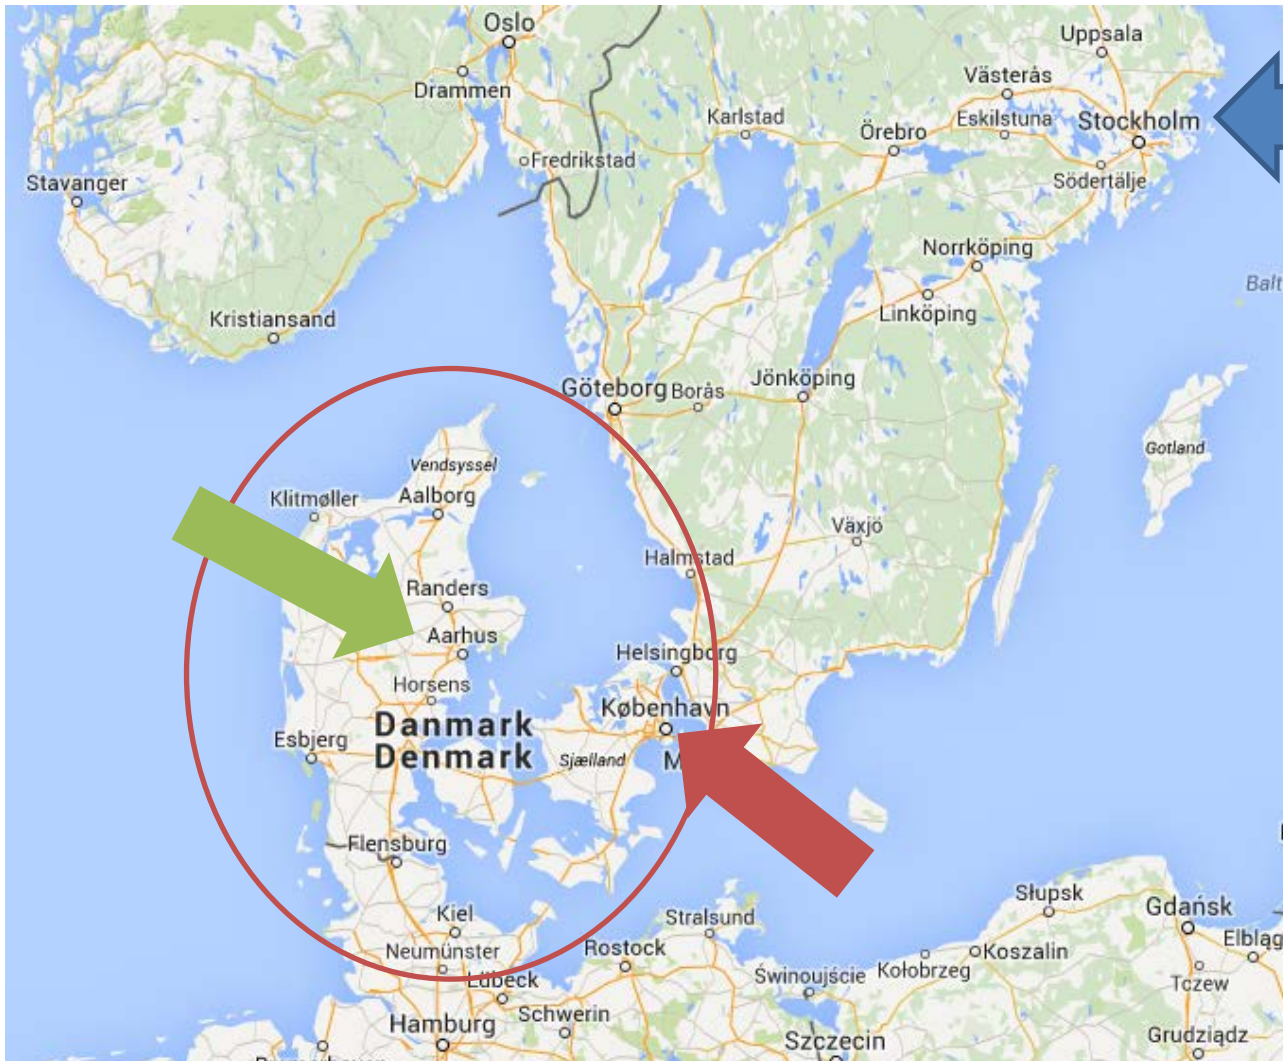 Oslo
Uppsala
Västerås
Drammen
Karlstad
Örebro
Eskilstuna
Stockholm
Fredrikstad
Stavanger
Södertälje
Norrköping
Linköping
Kristiansand
Göteborg
Borås
Jönköping
Gotland
Vendsyssel
Klitmøller
Aalborg
Växjö
Halmstad
Randers
Aarhus
Helsingborg
Horsens
København
Danmark
Denmark
Esbjerg
Sjælland
Flensburg
Kiel
Stralsund
Słupsk
Gdańsk
Neumünster
Rostock
Koszalin
Elbląg
Świnoujście
Kołobrzeg
Tczew
Lübeck
Schwerin
Hamburg
Szczecin
Grudziądz